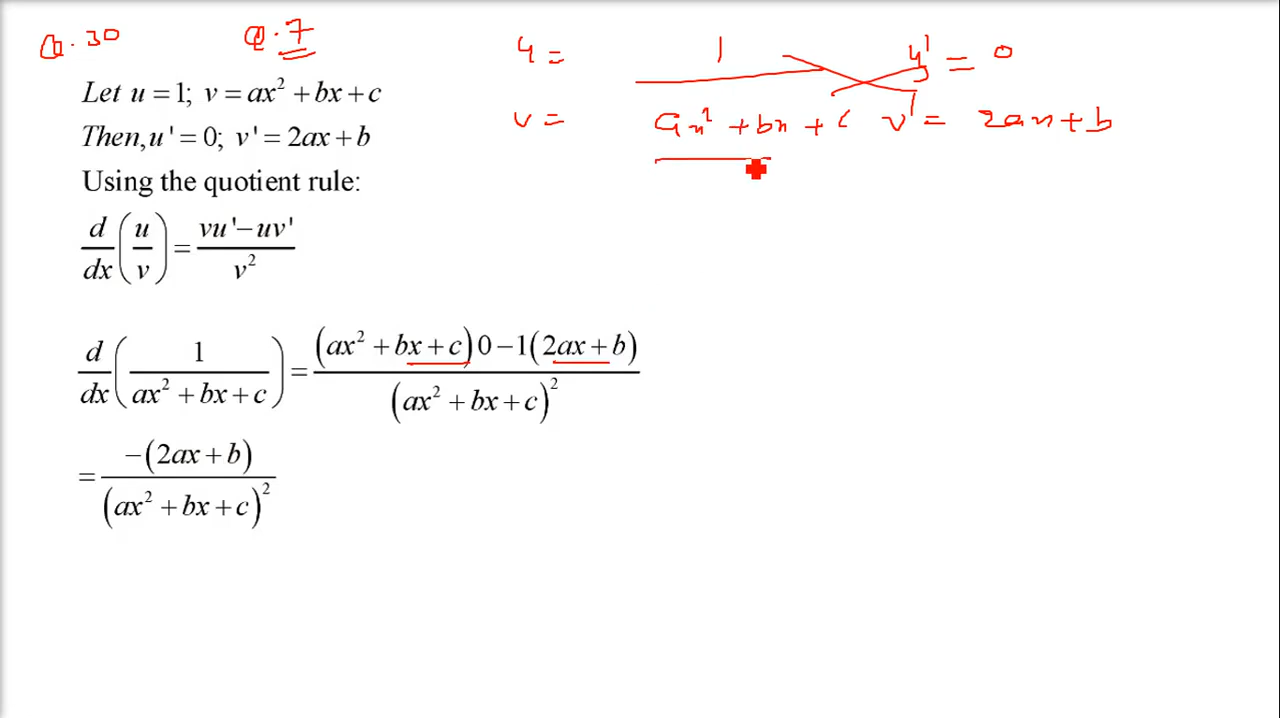 Q.30 Q.7
u = 1 u' = 0
v = ax² + bx + c v' = 2ax + b
Let u = 1; v = ax² + bx + c
Then, u' = 0; v' = 2ax + b
Using the quotient rule:
d/dx (u/v) = (vu' − uv')/v²
d/dx (1/(ax² + bx + c)) = ((ax² + bx + c)0 − 1(2ax + b))/(ax² + bx + c)²
= −(2ax + b)/(ax² + bx + c)²